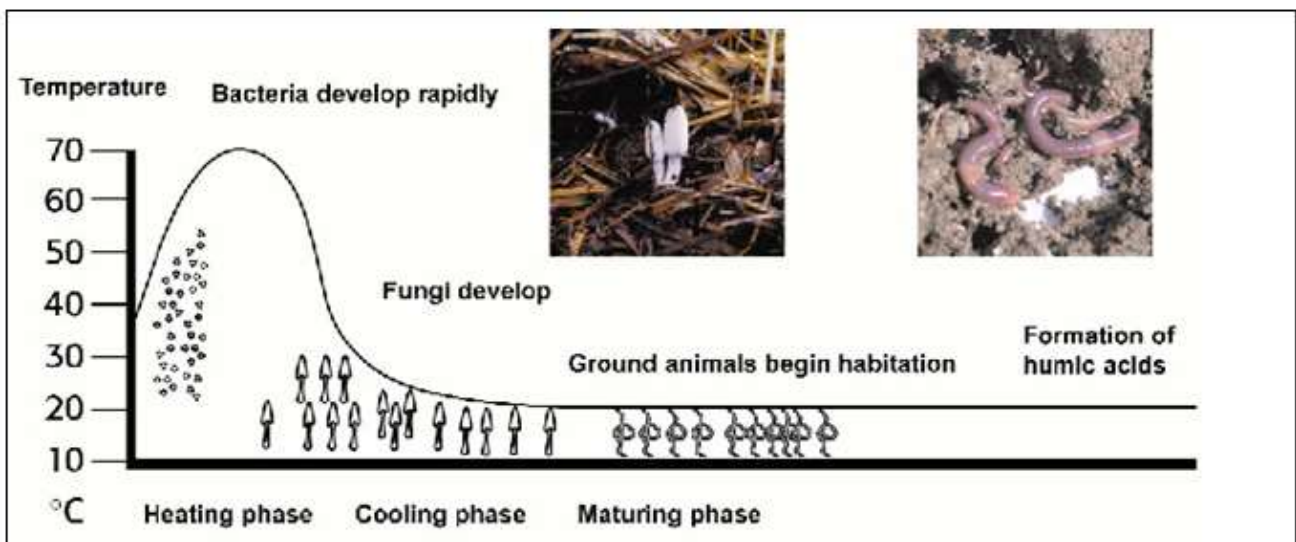 Temperature
Bacteria develop rapidly
70
60
50
40
30
20
10
°C
Fungi develop
Ground animals begin habitation
Formation of
humic acids
Heating phase
Cooling phase
Maturing phase